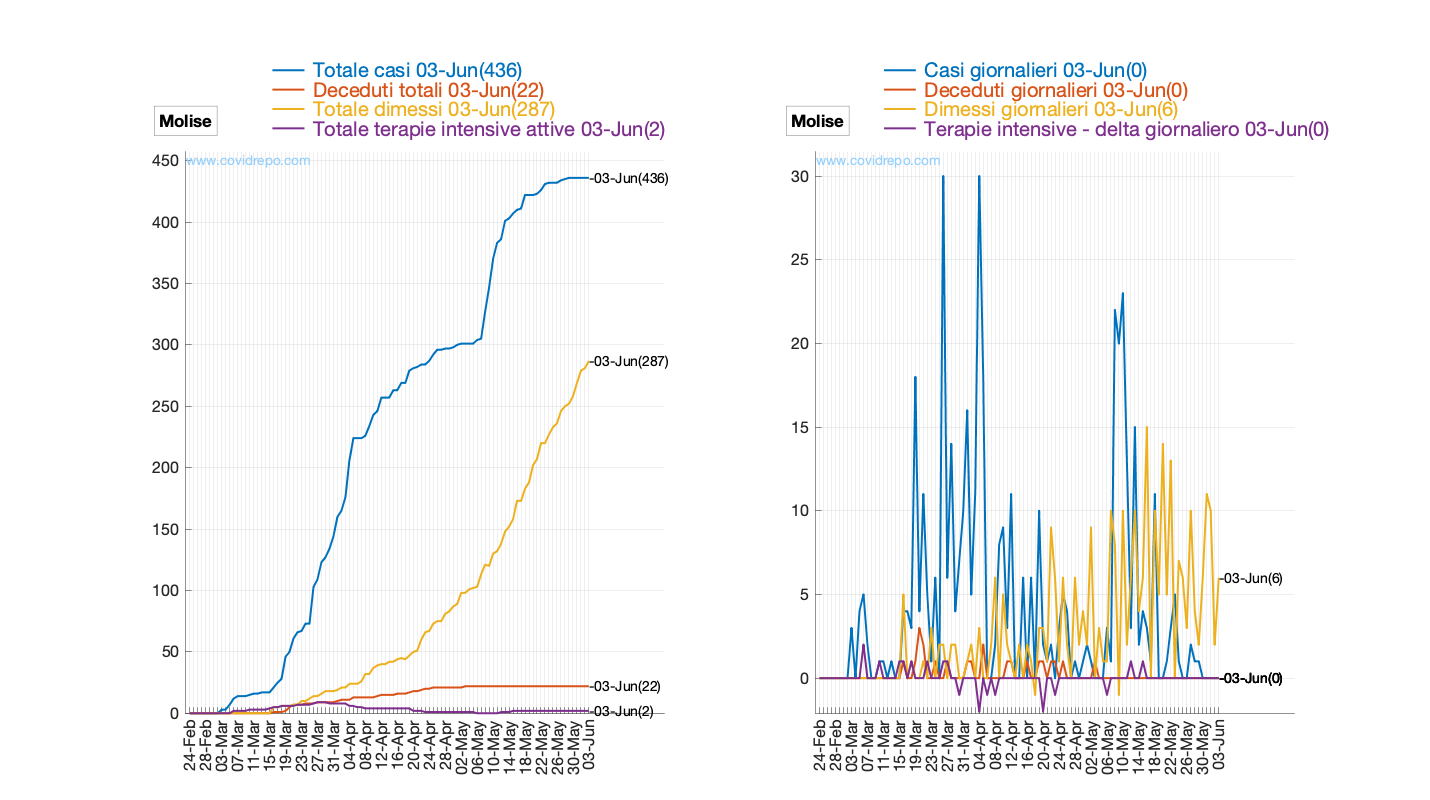 Totale casi 03-Jun(436)
Deceduti totali 03-Jun(22)
Totale dimessi 03-Jun(287)
Totale terapie intensive attive 03-Jun(2)
Molise
www.covidrepo.com
450
400
350
300
250
200
150
100
50
0
-03-Jun(436)
-03-Jun(287)
-03-Jun(22)
-03-Jun(2)
24-Feb
28-Feb
03-Mar
07-Mar
11-Mar
15-Mar
19-Mar
23-Mar
27-Mar
31-Mar
04-Apr
08-Apr
12-Apr
16-Apr
20-Apr
24-Apr
28-Apr
02-May
06-May
10-May
14-May
18-May
22-May
26-May
30-May
03-Jun
Casi giornalieri 03-Jun(0)
Deceduti giornalieri 03-Jun(0)
Dimessi giornalieri 03-Jun(6)
Terapie intensive - delta giornaliero 03-Jun(0)
Molise
www.covidrepo.com
30
25
20
15
10
5
0
-03-Jun(6)
-03-Jun(0)
24-Feb
28-Feb
03-Mar
07-Mar
11-Mar
15-Mar
19-Mar
23-Mar
27-Mar
31-Mar
04-Apr
08-Apr
12-Apr
16-Apr
20-Apr
24-Apr
28-Apr
02-May
06-May
10-May
14-May
18-May
22-May
26-May
30-May
03-Jun